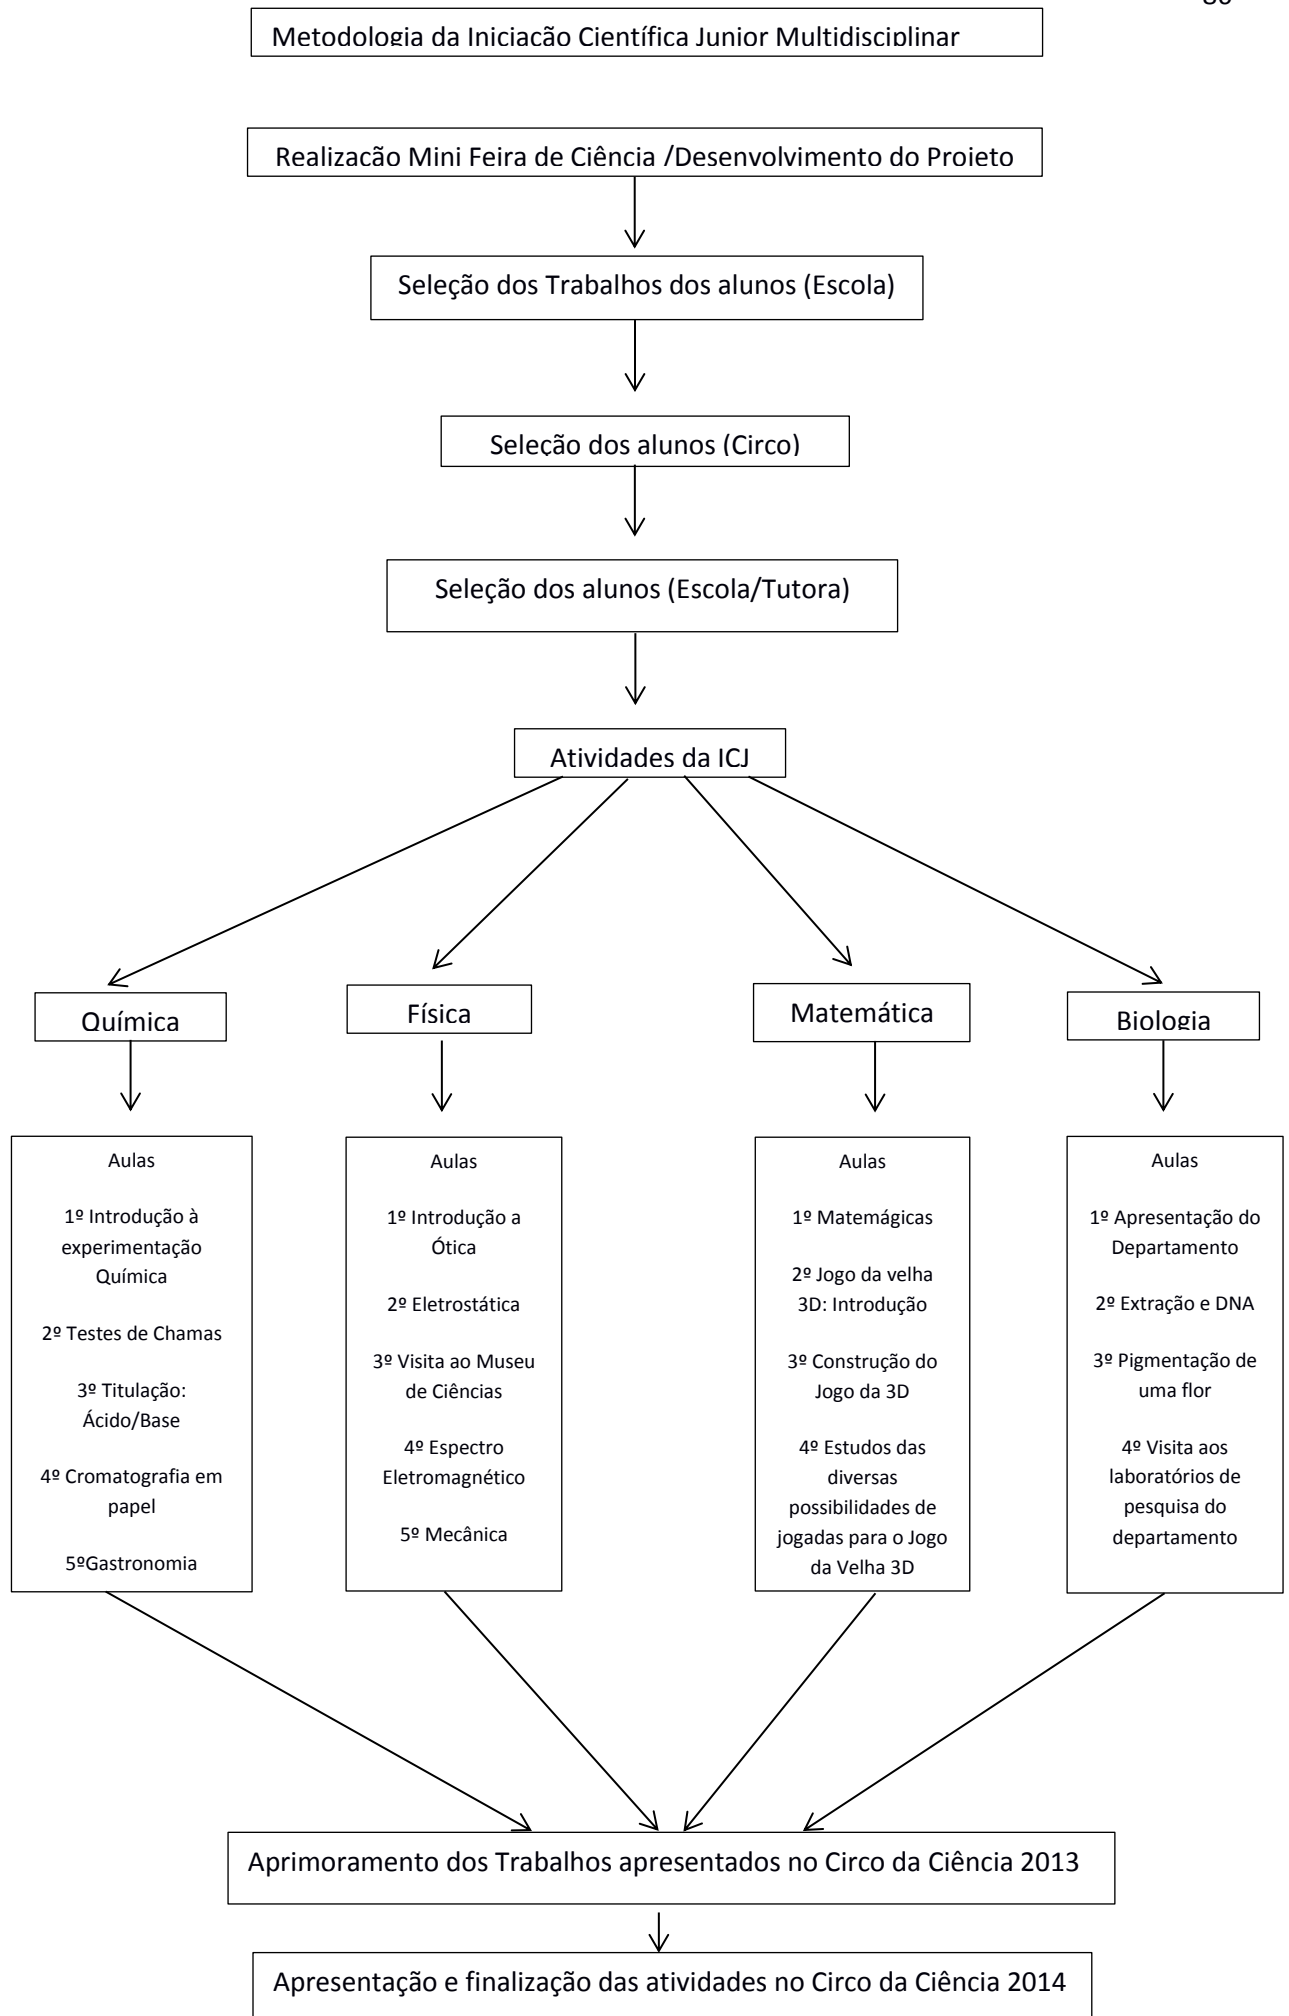 Metodologia da Iniciação Científica Junior Multidisciplinar
Realização Mini Feira de Ciência /Desenvolvimento do Projeto
Seleção dos Trabalhos dos alunos (Escola)
Seleção dos alunos (Circo)
Seleção dos alunos (Escola/Tutora)
Atividades da ICJ
Química
Física
Matemática
Biologia
Aulas
1º Introdução à
experimentação
Química
2º Testes de Chamas
3º Titulação:
Ácido/Base
4º Cromatografia em
papel
5ºGastronomia
Aulas
1º Introdução a
Ótica
2º Eletrostática
3º Visita ao Museu
de Ciências
4º Espectro
Eletromagnético
5º Mecânica
Aulas
1º Matemágicas
2º Jogo da velha
3D: Introdução
3º Construção do
Jogo da 3D
4º Estudos das
diversas
possibilidades de
jogadas para o Jogo
da Velha 3D
Aulas
1º Apresentação do
Departamento
2º Extração e DNA
3º Pigmentação de
uma flor
4º Visita aos
laboratórios de
pesquisa do
departamento
Aprimoramento dos Trabalhos apresentados no Circo da Ciência 2013
Apresentação e finalização das atividades no Circo da Ciência 2014